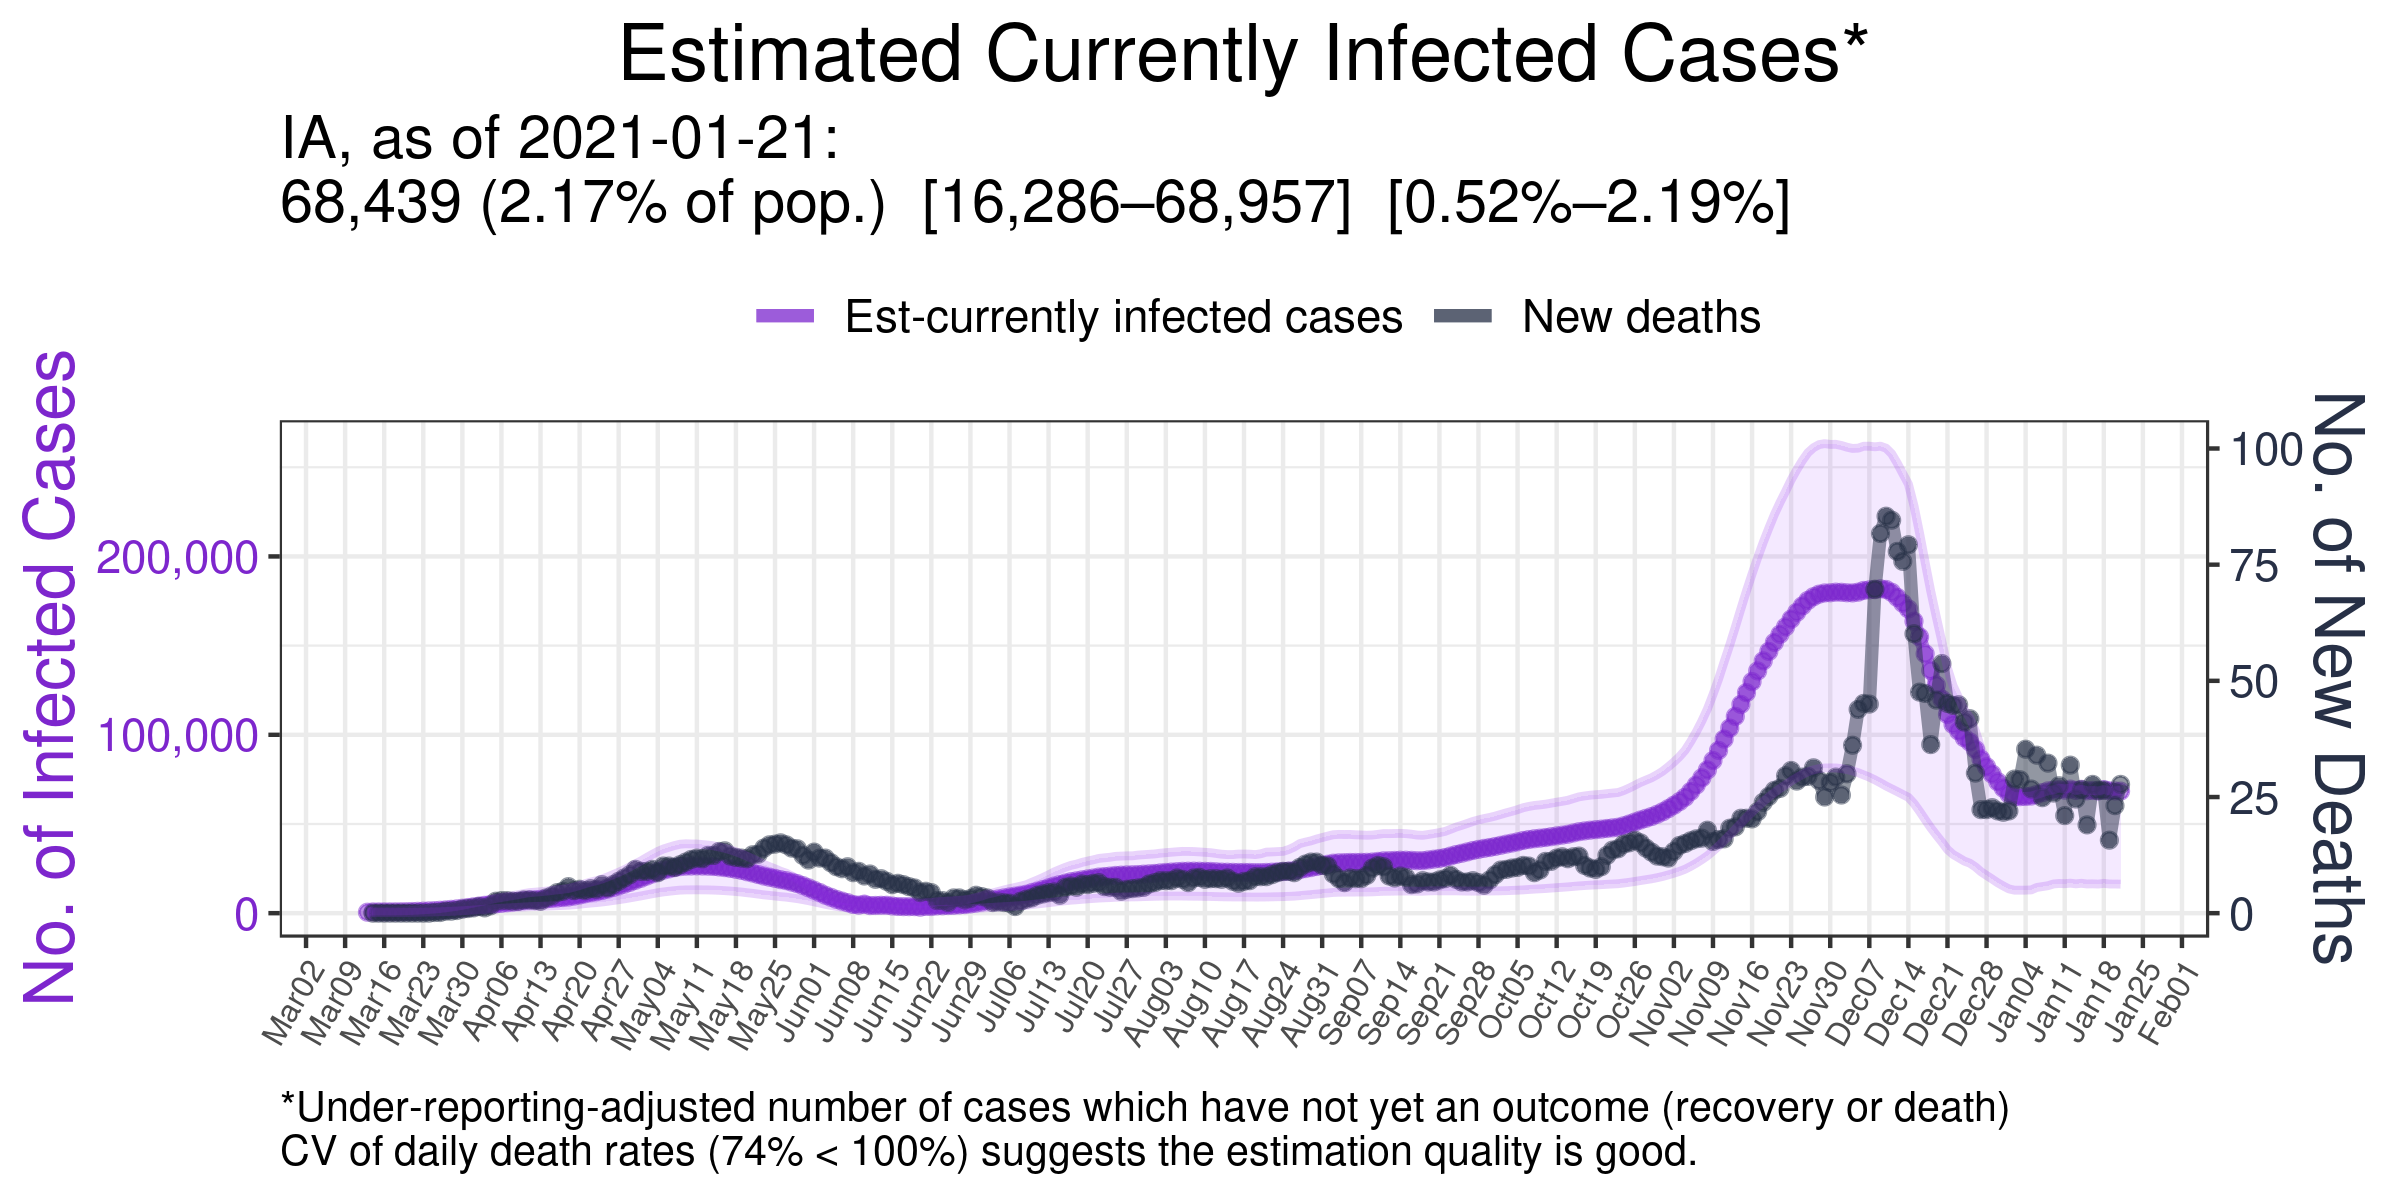 Estimated Currently Infected Cases*
IA, as of 2021-01-21:
68,439 (2.17% of pop.) [16,286–68,957] [0.52%–2.19%]
Est-currently infected cases
New deaths
No. of Infected Cases
200,000
100,000
0
100
75
50
25
0
No. of New Deaths
Mar02
Mar09
Mar16
Mar23
Mar30
Apr06
Apr13
Apr20
Apr27
May04
May11
May18
May25
Jun01
Jun08
Jun15
Jun22
Jun29
Jul06
Jul13
Jul20
Jul27
Aug03
Aug10
Aug17
Aug24
Aug31
Sep07
Sep14
Sep21
Sep28
Oct05
Oct12
Oct19
Oct26
Nov02
Nov09
Nov16
Nov23
Nov30
Dec07
Dec14
Dec21
Dec28
Jan04
Jan11
Jan18
Jan25
Feb01
*Under-reporting-adjusted number of cases which have not yet an outcome (recovery or death)
CV of daily death rates (74% < 100%) suggests the estimation quality is good.